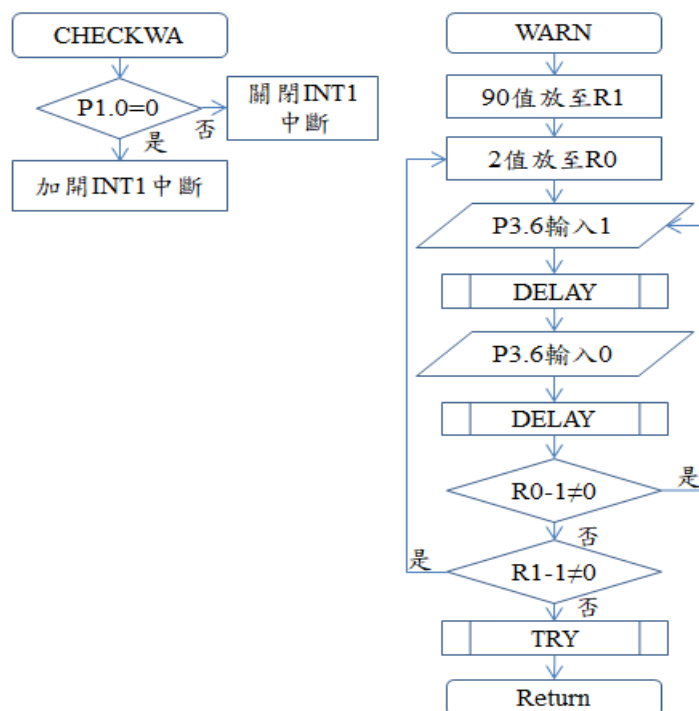 CHECKWA
P1.0=0
否
是
關閉INT1
中斷
加開INT1中斷
WARN
90值放至R1
2值放至R0
P3.6輸入1
DELAY
P3.6輸入0
DELAY
R0-1≠0
是
否
R1-1≠0
是
否
TRY
Return